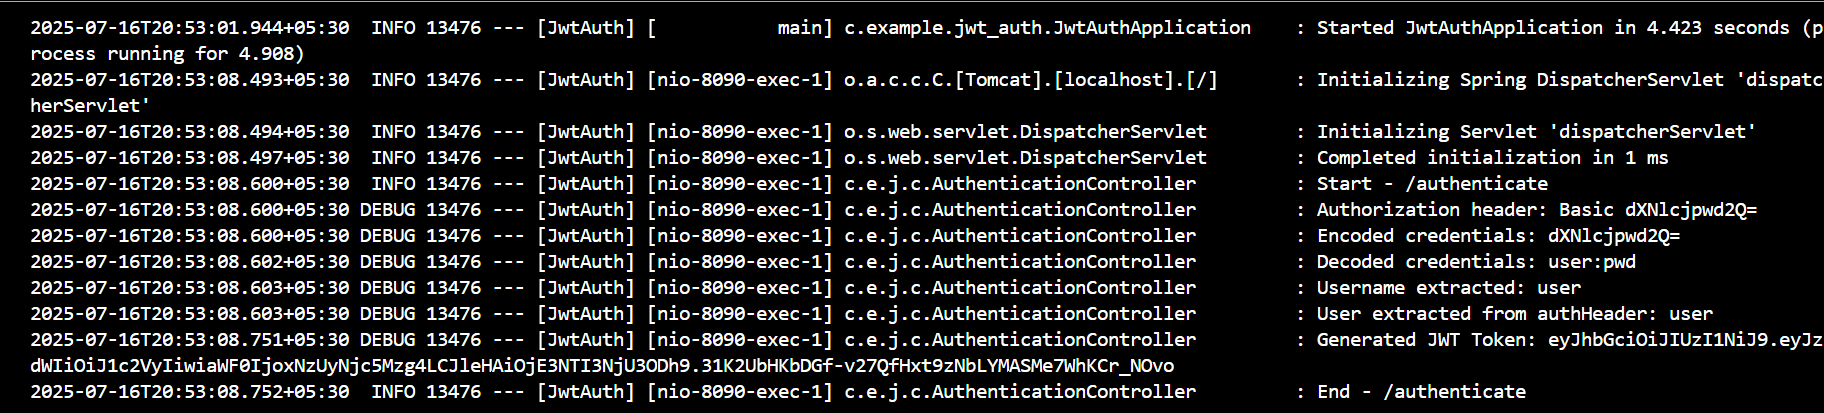 2025-07-16T20:53:01.944+05:30  INFO 13476 --- [JwtAuth] [           main] c.example.jwt_auth.JwtAuthApplication    : Started JwtAuthApplication in 4.423 seconds (p
rocess running for 4.908)
2025-07-16T20:53:08.493+05:30  INFO 13476 --- [JwtAuth] [nio-8090-exec-1] o.a.c.c.C.[Tomcat].[localhost].[/]       : Initializing Spring DispatcherServlet 'dispatc
herServlet'
2025-07-16T20:53:08.494+05:30  INFO 13476 --- [JwtAuth] [nio-8090-exec-1] o.s.web.servlet.DispatcherServlet        : Initializing Servlet 'dispatcherServlet'
2025-07-16T20:53:08.497+05:30  INFO 13476 --- [JwtAuth] [nio-8090-exec-1] o.s.web.servlet.DispatcherServlet        : Completed initialization in 1 ms
2025-07-16T20:53:08.600+05:30  INFO 13476 --- [JwtAuth] [nio-8090-exec-1] c.e.j.c.AuthenticationController         : Start - /authenticate
2025-07-16T20:53:08.600+05:30 DEBUG 13476 --- [JwtAuth] [nio-8090-exec-1] c.e.j.c.AuthenticationController         : Authorization header: Basic dXNlcjpwd2Q=
2025-07-16T20:53:08.600+05:30 DEBUG 13476 --- [JwtAuth] [nio-8090-exec-1] c.e.j.c.AuthenticationController         : Encoded credentials: dXNlcjpwd2Q=
2025-07-16T20:53:08.602+05:30 DEBUG 13476 --- [JwtAuth] [nio-8090-exec-1] c.e.j.c.AuthenticationController         : Decoded credentials: user:pwd
2025-07-16T20:53:08.603+05:30 DEBUG 13476 --- [JwtAuth] [nio-8090-exec-1] c.e.j.c.AuthenticationController         : Username extracted: user
2025-07-16T20:53:08.603+05:30 DEBUG 13476 --- [JwtAuth] [nio-8090-exec-1] c.e.j.c.AuthenticationController         : User extracted from authHeader: user
2025-07-16T20:53:08.751+05:30 DEBUG 13476 --- [JwtAuth] [nio-8090-exec-1] c.e.j.c.AuthenticationController         : Generated JWT Token: eyJhbGciOiJIUzI1NiJ9.eyJz
dWIiOiJ1c2VyIiwiaWF0IjoxNzUyNjc5Mzg4LCJleHAiOjE3NTI3NjU3ODh9.31K2UbHKbDGf-v27QfHxt9zNbLYMASMe7WhKCr_NOvo
2025-07-16T20:53:08.752+05:30  INFO 13476 --- [JwtAuth] [nio-8090-exec-1] c.e.j.c.AuthenticationController         : End - /authenticate